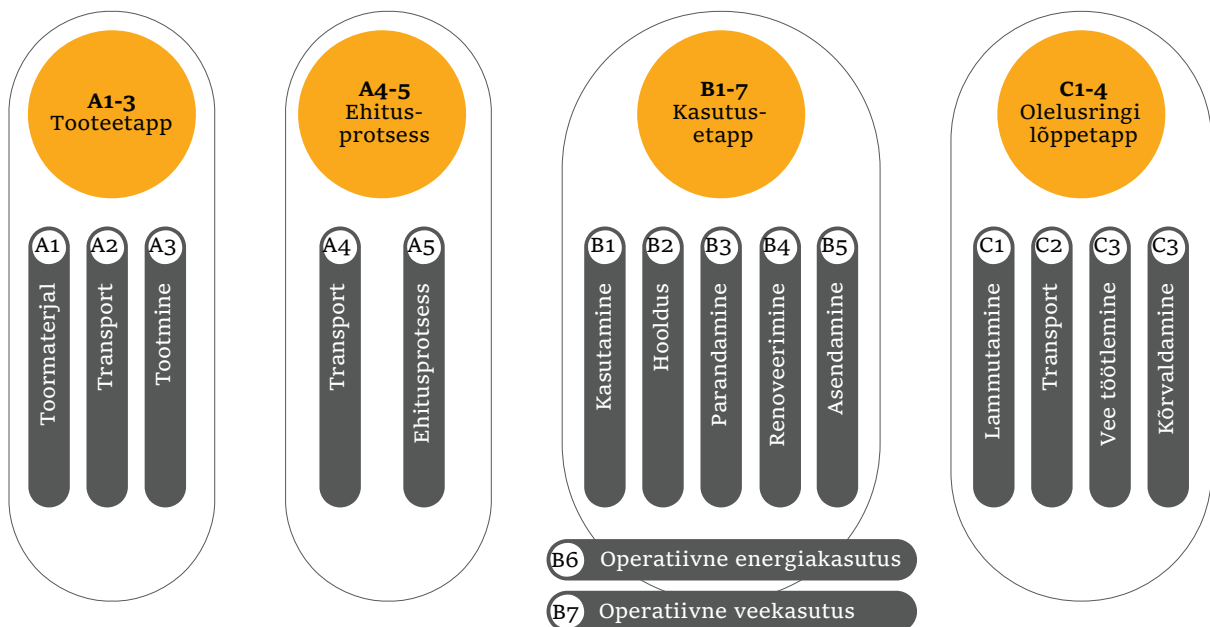 A1-3
Tooteetapp
A1
Toormaterjal
A2
Transport
A3
Tootmine
A4-5
Ehitus-
protsess
A4
Transport
A5
Ehitusprotsess
B1-7
Kasutus-
etapp
B1
Kasutamine
B2
Hooldus
B3
Parandamine
B4
Renoveerimine
B5
Asendamine
B6 Operatiivne energiakasutus
B7 Operatiivne veekasutus
C1-4
Olelusringi
lõppetapp
C1
Lammutamine
C2
Transport
C3
Vee töötlemine
C3
Kõrvaldamine